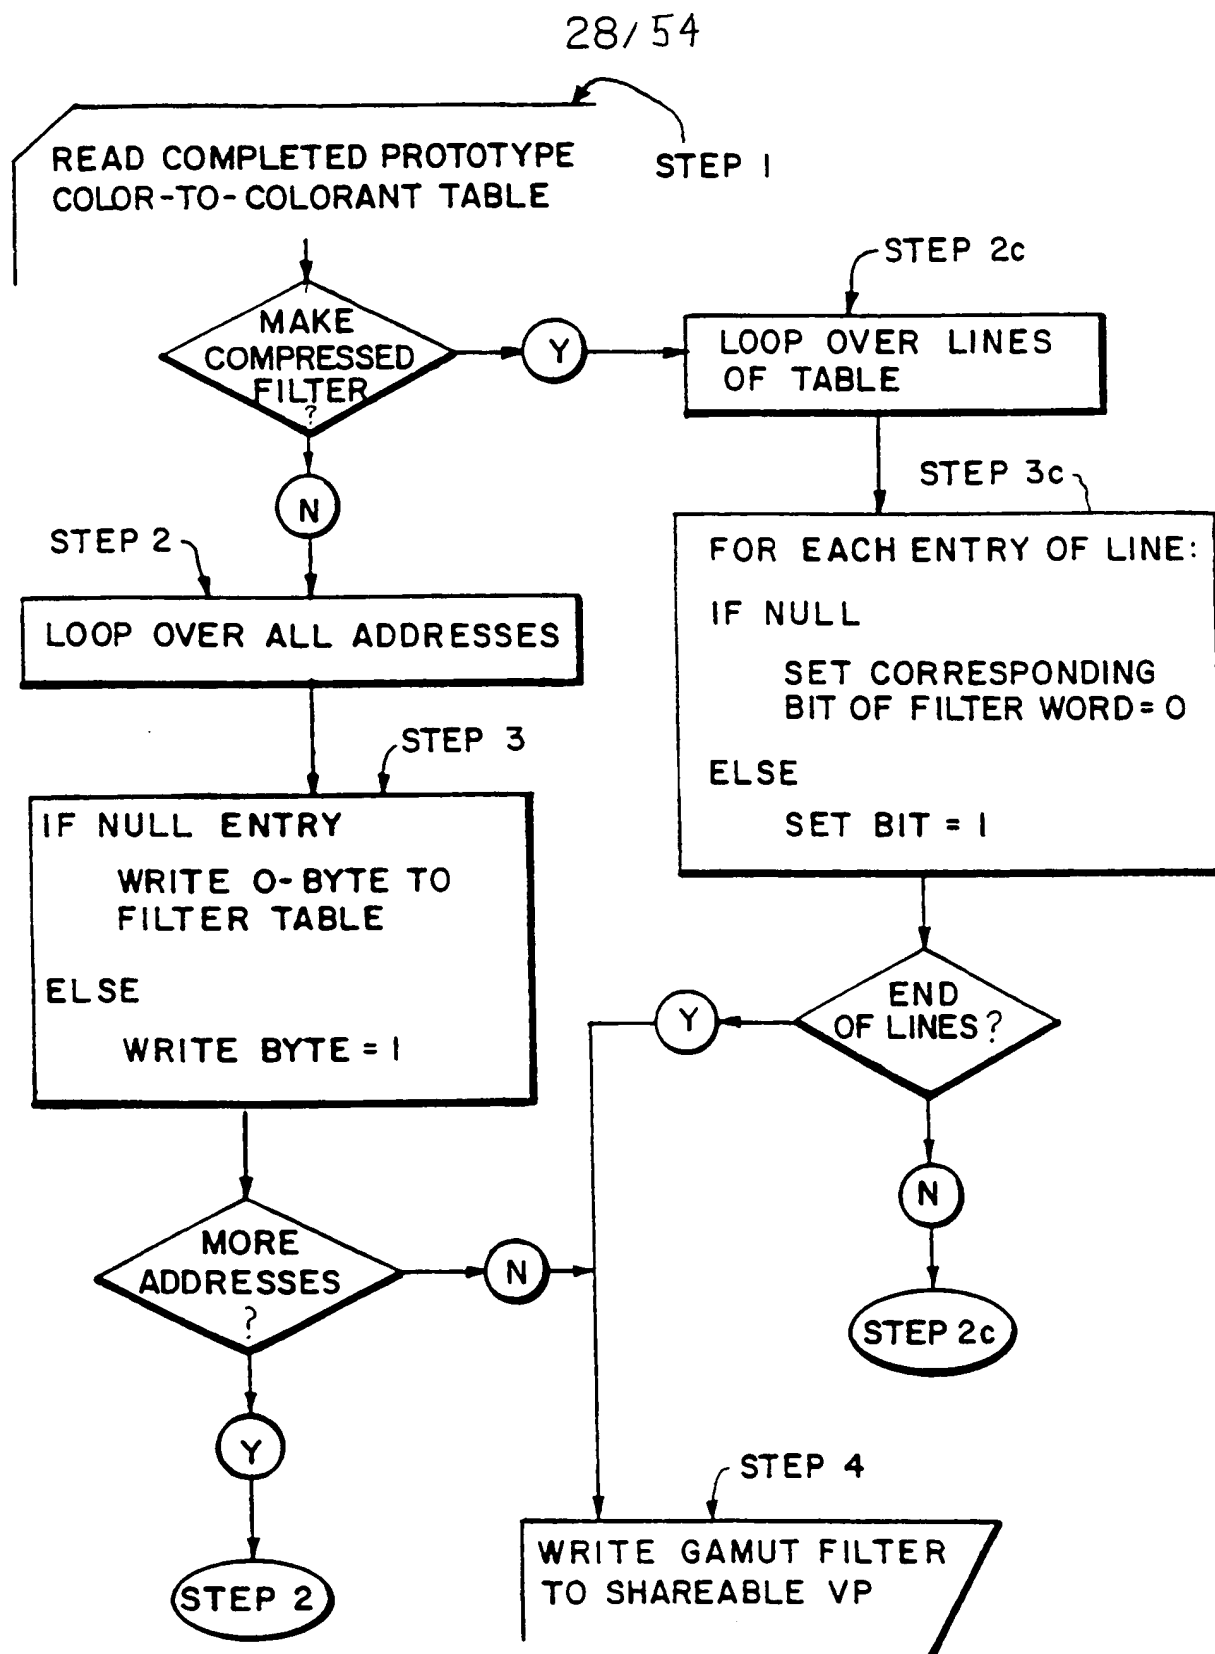 28/54
READ COMPLETED PROTOTYPE
COLOR-TO-COLORANT TABLE
STEP 1
MAKE
COMPRESSED
FILTER
?
Y
STEP 2c
LOOP OVER LINES
OF TABLE
N
STEP 2
LOOP OVER ALL ADDRESSES
STEP 3c
FOR EACH ENTRY OF LINE:
IF NULL
SET CORRESPONDING
BIT OF FILTER WORD=0
ELSE
SET BIT = 1
STEP 3
IF NULL ENTRY
WRITE 0-BYTE TO
FILTER TABLE
ELSE
WRITE BYTE = 1
END
OF LINES?
Y
N
STEP 2c
MORE
ADDRESSES
?
N
Y
STEP 2
STEP 4
WRITE GAMUT FILTER
TO SHAREABLE VP